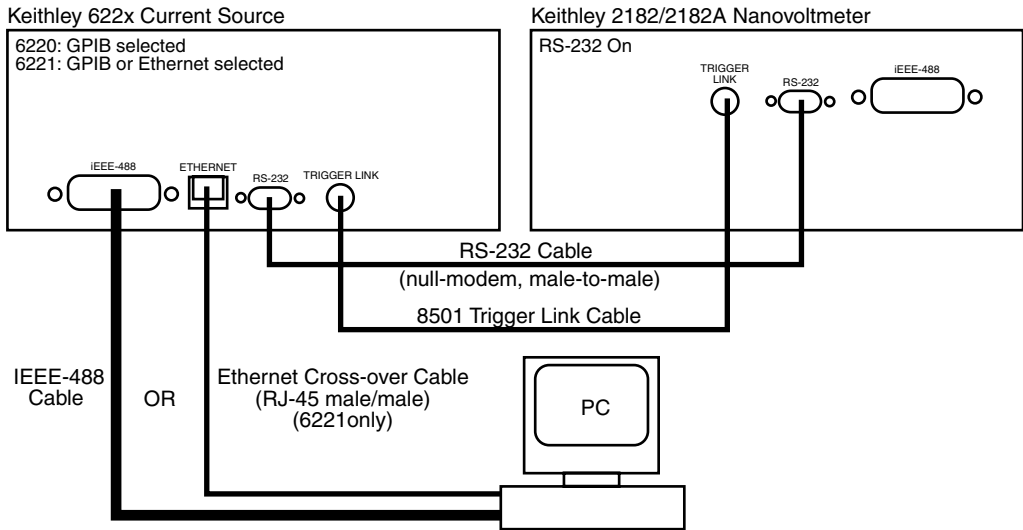 Keithley 622x Current Source
Keithley 2182/2182A Nanovoltmeter
6220: GPIB selected
6221: GPIB or Ethernet selected
RS-232 On
TRIGGER
LINK
RS-232
iEEE-488
iEEE-488
ETHERNET
RS-232
TRIGGER LINK
RS-232 Cable
(null-modem, male-to-male)
8501 Trigger Link Cable
IEEE-488
Cable
OR
Ethernet Cross-over Cable
(RJ-45 male/male)
(6221only)
PC